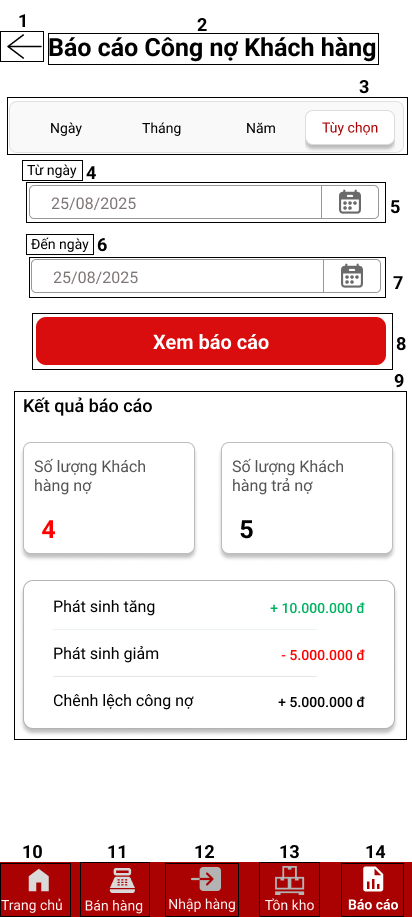 1
2
Báo cáo Công nợ Khách hàng
3
Ngày Tháng Năm Tùy chọn
Từ ngày 4
25/08/2025 5
Đến ngày 6
25/08/2025 7
Xem báo cáo 8
9
Kết quả báo cáo
Số lượng Khách
hàng nợ
4
Số lượng Khách
hàng trả nợ
5
Phát sinh tăng + 10.000.000 đ
Phát sinh giảm - 5.000.000 đ
Chênh lệch công nợ + 5.000.000 đ
10 11 12 13 14
Trang chủ Bán hàng Nhập hàng Tồn kho Báo cáo